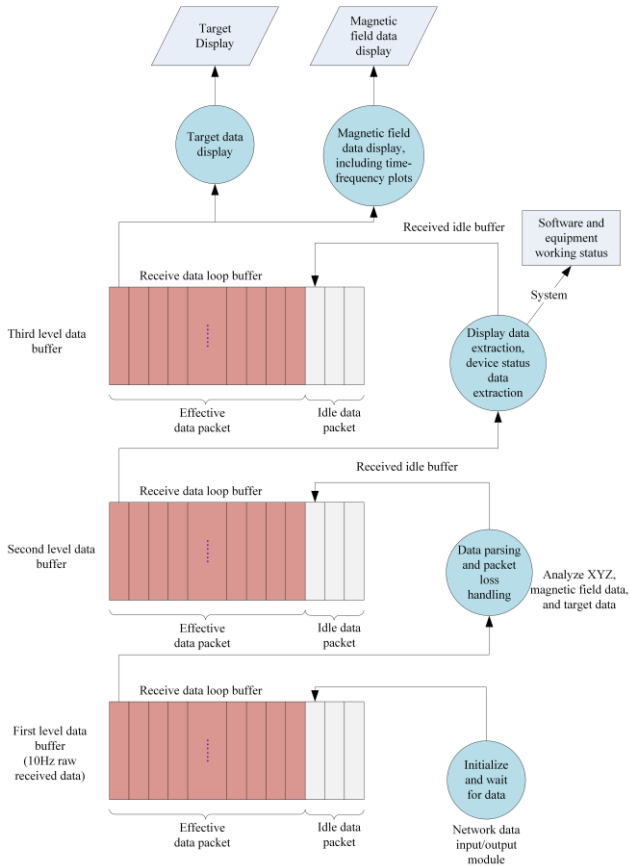 Target
Display
Magnetic
field data
display
Target data
display
Magnetic field
data display,
including time-
frequency plots
Received idle buffer
Software and
equipment
working status
System
Receive data loop buffer
Third level data
buffer
Display data
extraction,
device status
data
extraction
Effective
data packet
Idle data
packet
Received idle buffer
Receive data loop buffer
Second level data
buffer
Data parsing
and packet
loss
handling
Analyze XYZ,
magnetic field data,
and target data
Effective
data packet
Idle data
packet
Receive data loop buffer
First level data
buffer
(10Hz raw
received data)
Initialize
and wait
for data
Effective
data packet
Idle data
packet
Network data
input/output
module